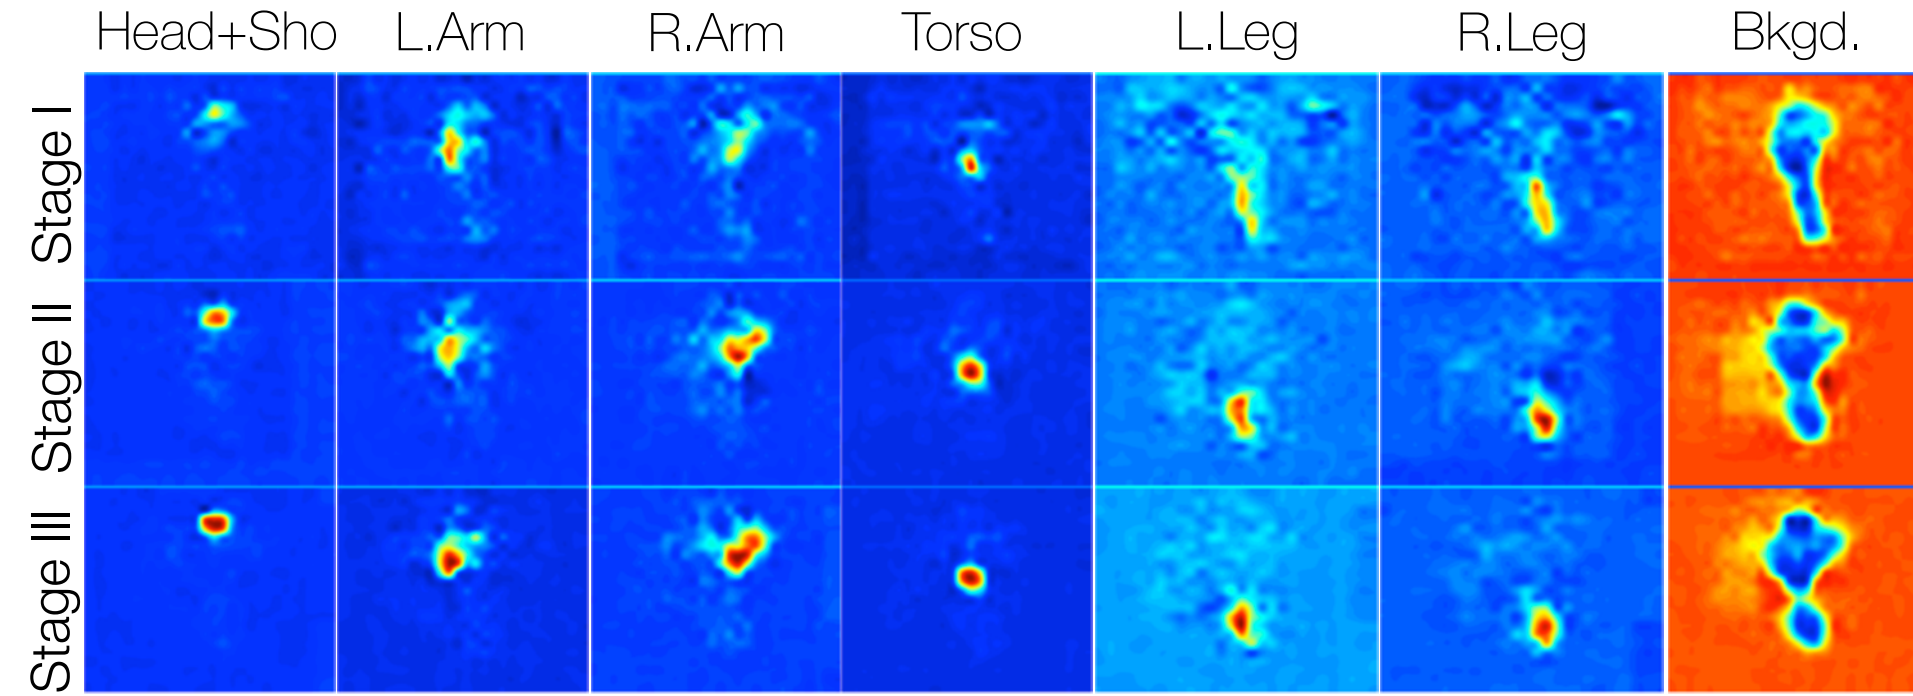 Head+Sho L.Arm R.Arm Torso L.Leg R.Leg Bkgd.
Stage I
Stage II
Stage III